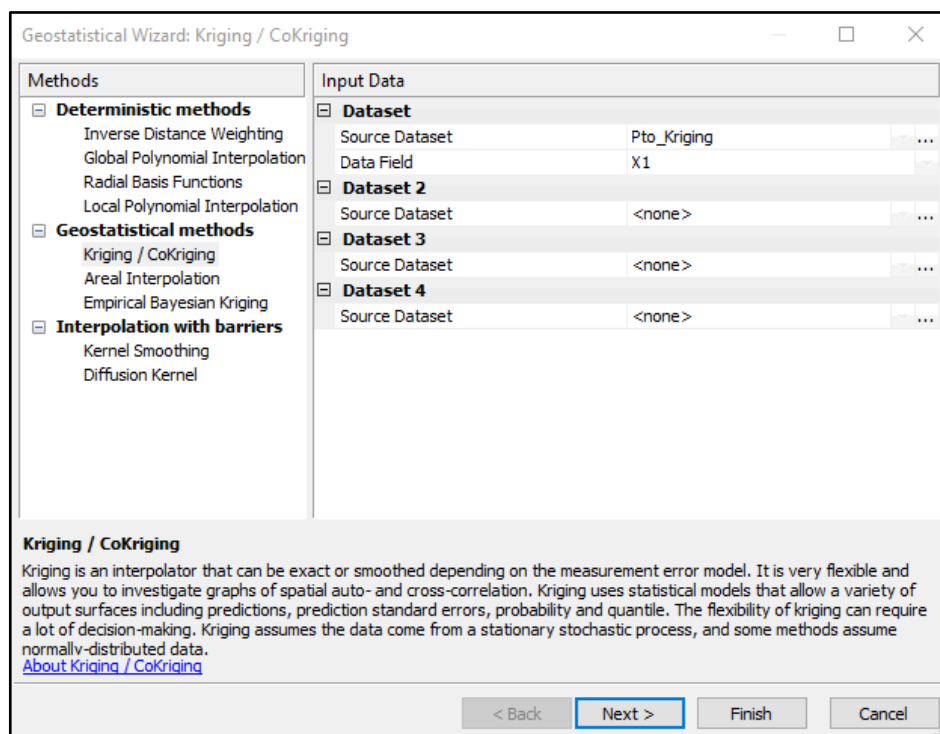 Geostatistical Wizard: Kriging / CoKriging
Methods
Deterministic methods
Inverse Distance Weighting
Global Polynomial Interpolation
Radial Basis Functions
Local Polynomial Interpolation
Geostatistical methods
Kriging / CoKriging
Areal Interpolation
Empirical Bayesian Kriging
Interpolation with barriers
Kernel Smoothing
Diffusion Kernel
Input Data
Dataset
Source Dataset Pto_Kriging ...
Data Field X1
Dataset 2
Source Dataset <none> ...
Dataset 3
Source Dataset <none> ...
Dataset 4
Source Dataset <none> ...
Kriging / CoKriging
Kriging is an interpolator that can be exact or smoothed depending on the measurement error model. It is very flexible and
allows you to investigate graphs of spatial auto- and cross-correlation. Kriging uses statistical models that allow a variety of
output surfaces including predictions, prediction standard errors, probability and quantile. The flexibility of kriging can require
a lot of decision-making. Kriging assumes the data come from a stationary stochastic process, and some methods assume
normally-distributed data.
About Kriging / CoKriging
< Back Next > Finish Cancel